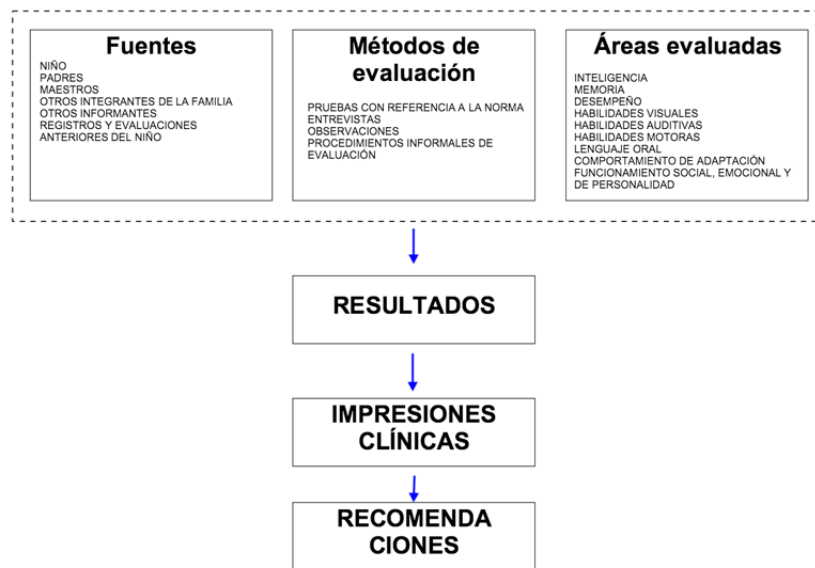 Fuentes
NIÑO
PADRES
MAESTROS
OTROS INTEGRANTES DE LA FAMILIA
OTROS INFORMANTES
REGISTROS Y EVALUACIONES
ANTERIORES DEL NIÑO
Métodos de
evaluación
PRUEBAS CON REFERENCIA A LA NORMA
ENTREVISTAS
OBSERVACIONES
PROCEDIMIENTOS INFORMALES DE
EVALUACIÓN
Áreas evaluadas
INTELIGENCIA
MEMORIA
DESEMPEÑO
HABILIDADES VISUALES
HABILIDADES AUDITIVAS
HABILIDADES MOTORAS
LENGUAJE ORAL
COMPORTAMIENTO DE ADAPTACIÓN
FUNCIONAMIENTO SOCIAL, EMOCIONAL Y
DE PERSONALIDAD
RESULTADOS
IMPRESIONES
CLÍNICAS
RECOMENDA
CIONES